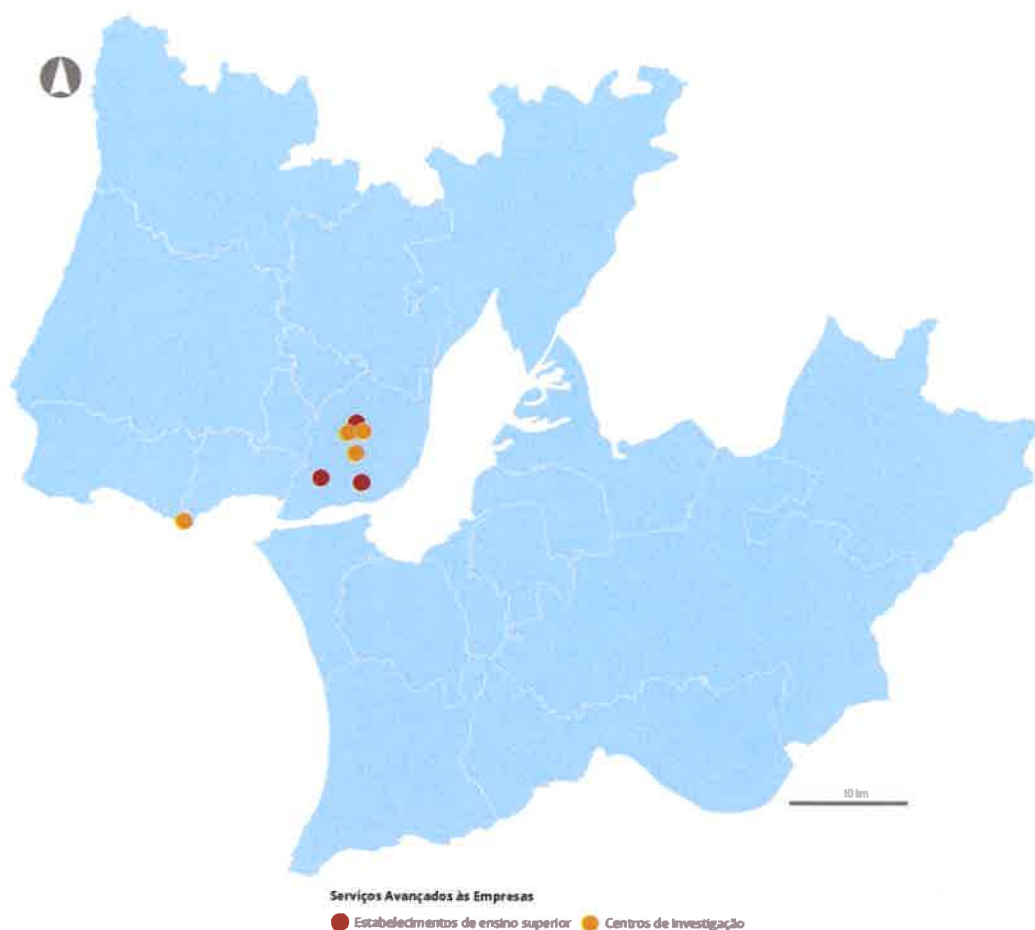 10 km
Serviços Avançados às Empresas
Estabelecimentos de ensino superior Centros de Investigação